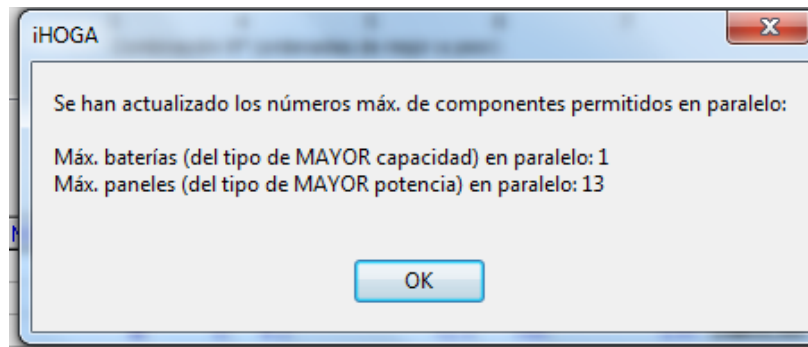 iHOGA
Se han actualizado los números máx. de componentes permitidos en paralelo:
Máx. baterías (del tipo de MAYOR capacidad) en paralelo: 1
Máx. paneles (del tipo de MAYOR potencia) en paralelo: 13
OK